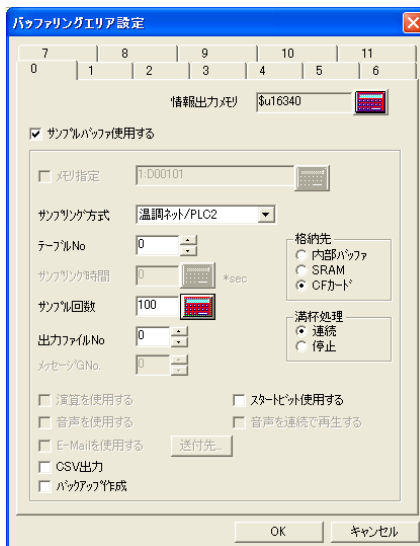 バッファリングエリア設定
7 8 9 10 11
0 1 2 3 4 5 6
情報出力メモリ $u16340
サンプルバッファ使用する
メモリ指定 1:D00101
サンプリング方式 温調ネット/PLC2
テーブルNo 0
格納先
内部バッファ
SRAM
CFカード
サンプリング時間 0 *sec
サンプル回数 100
満杯処理
連続
停止
出力ファイルNo 0
メッセージGNo. 0
演算を使用する スタートビット使用する
音声を使用する 音声を連続で再生する
E-Mailを使用する 送付先...
CSV出力
バックアップ作成
OK キャンセル